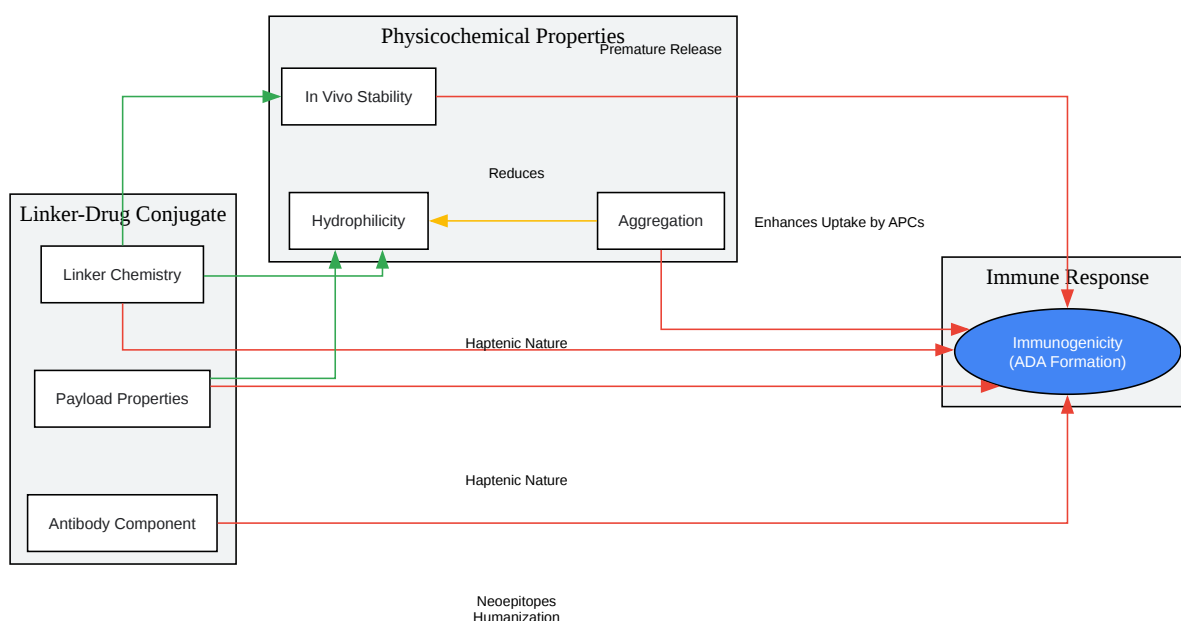 Physicochemical Properties
Premature Release
In Vivo Stability
Reduces
Linker-Drug Conjugate
Hydrophilicity
Aggregation
Enhances Uptake by APCs
Linker Chemistry
Immune Response
Haptenic Nature
Immunogenicity
(ADA Formation)
Payload Properties
Haptenic Nature
Antibody Component
Neoepitopes
Humanization